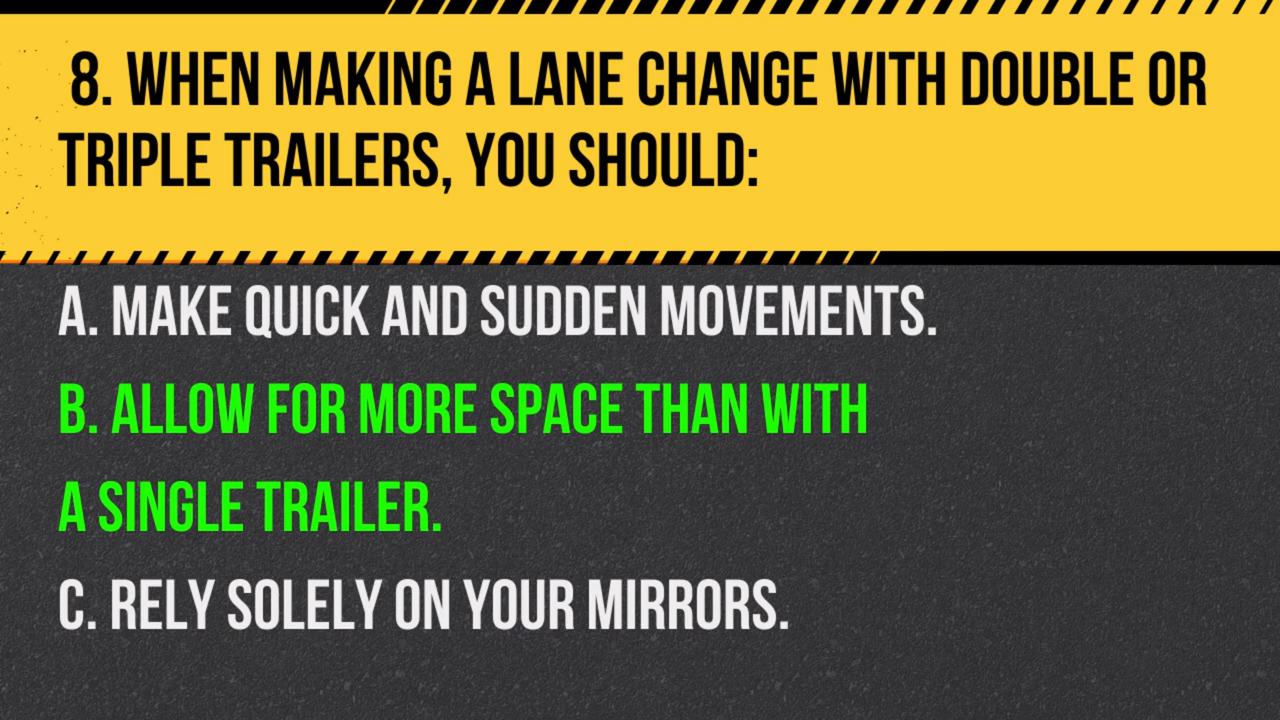 8. WHEN MAKING A LANE CHANGE WITH DOUBLE OR
TRIPLE TRAILERS, YOU SHOULD:
A. MAKE QUICK AND SUDDEN MOVEMENTS.
B. ALLOW FOR MORE SPACE THAN WITH
A SINGLE TRAILER.
C. RELY SOLELY ON YOUR MIRRORS.